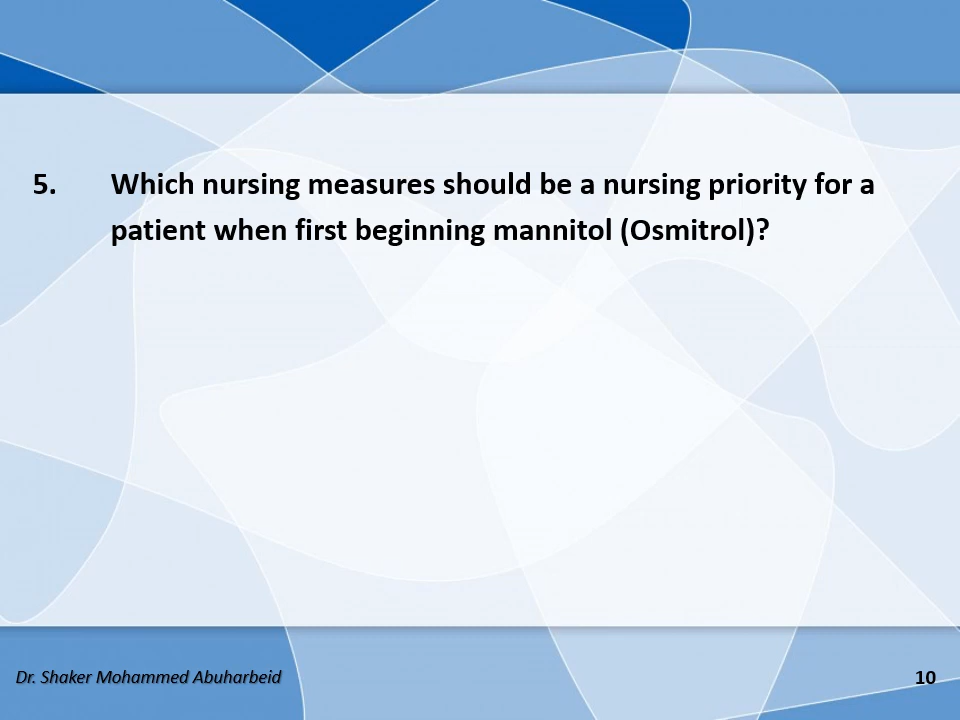 5. Which nursing measures should be a nursing priority for a
patient when first beginning mannitol (Osmitrol)?
Dr. Shaker Mohammed Abuharbeid
10